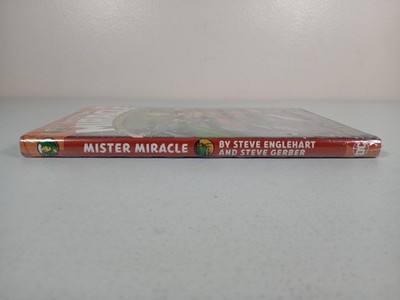 MISTER MIRACLE
BY STEVE ENGLEHART
AND STEVE GERBER